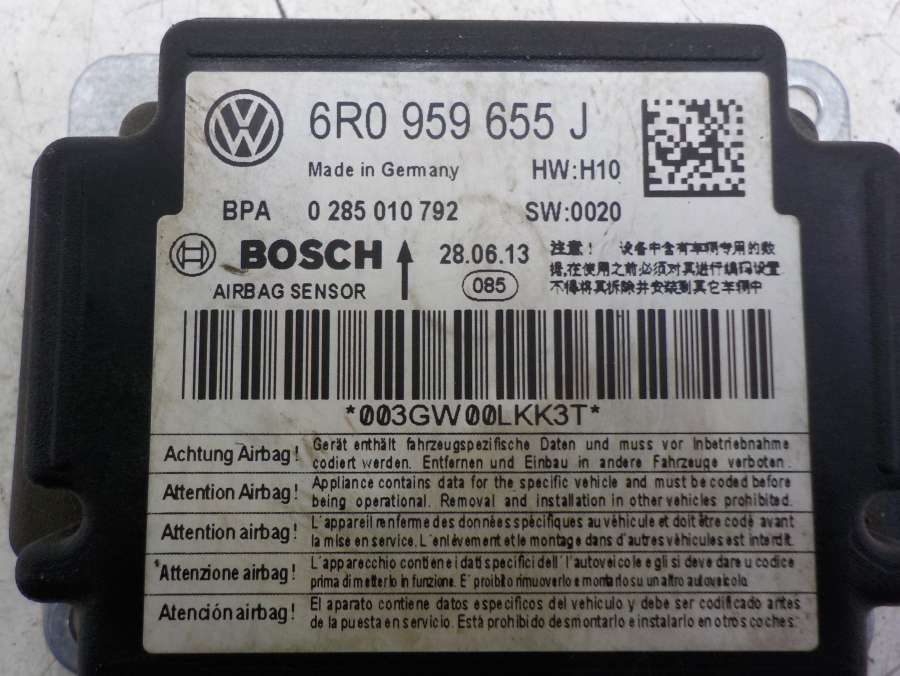 6R0 959 655 J
Made in Germany HW:H10
BPA 0 285 010 792 SW:0020
BOSCH 28.06.13
AIRBAG SENSOR 085
注意！ 设备中含有车辆专用的数
据,在使用之前必须对其进行编码设置
不得将其拆除并安装到其它车辆中
*003GW00LKK3T*
Achtung Airbag! Gerät enthält fahrzeugspezifische Daten und muss vor Inbetriebnahme
codiert werden. Entfernen und Einbau in andere Fahrzeuge verboten.
Attention Airbag! Appliance contains data for the specific vehicle and must be coded before
being operational. Removal and installation in other vehicles prohibited.
Attention airbag! L'appareil renferme des données spécifiques au véhicule et doit être codé avant
la mise en service. L'enlèvement et le montage dans d'autres véhicules est interdit.
*Attenzione airbag! L'apparecchio contiene i dati specifici dell'l'autoveicolo e gli si deve dare u codice
prima di metterlo in funzione. E' proibito rimuoverlo e montarlo su un altro autoveicolo.
Atención airbag! El aparato contiene datos especificos del vehículo y debe ser codificado antes
de la puesta en servicio. Está prohibido desmontarlo e instalarlo en otros coches.